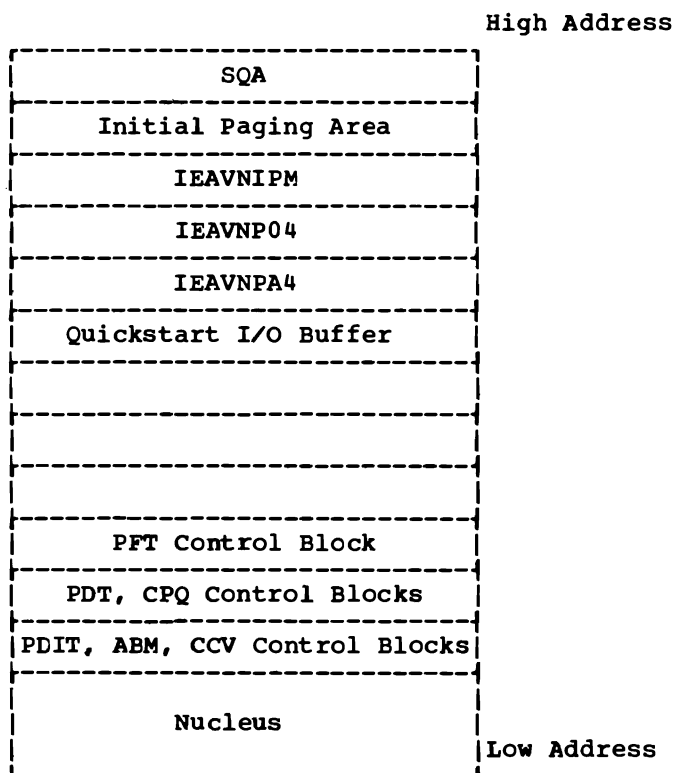 High Address
SQA
Initial Paging Area
IEAVNIPM
IEAVNP04
IEAVNPA4
Quickstart I/O Buffer
PFT Control Block
PDT, CPQ Control Blocks
PDIT, ABM, CCV Control Blocks
Nucleus
Low Address